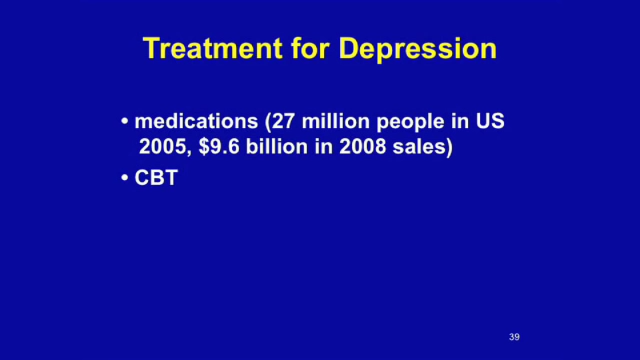 Treatment for Depression
• medications (27 million people in US
2005, $9.6 billion in 2008 sales)
• CBT
39